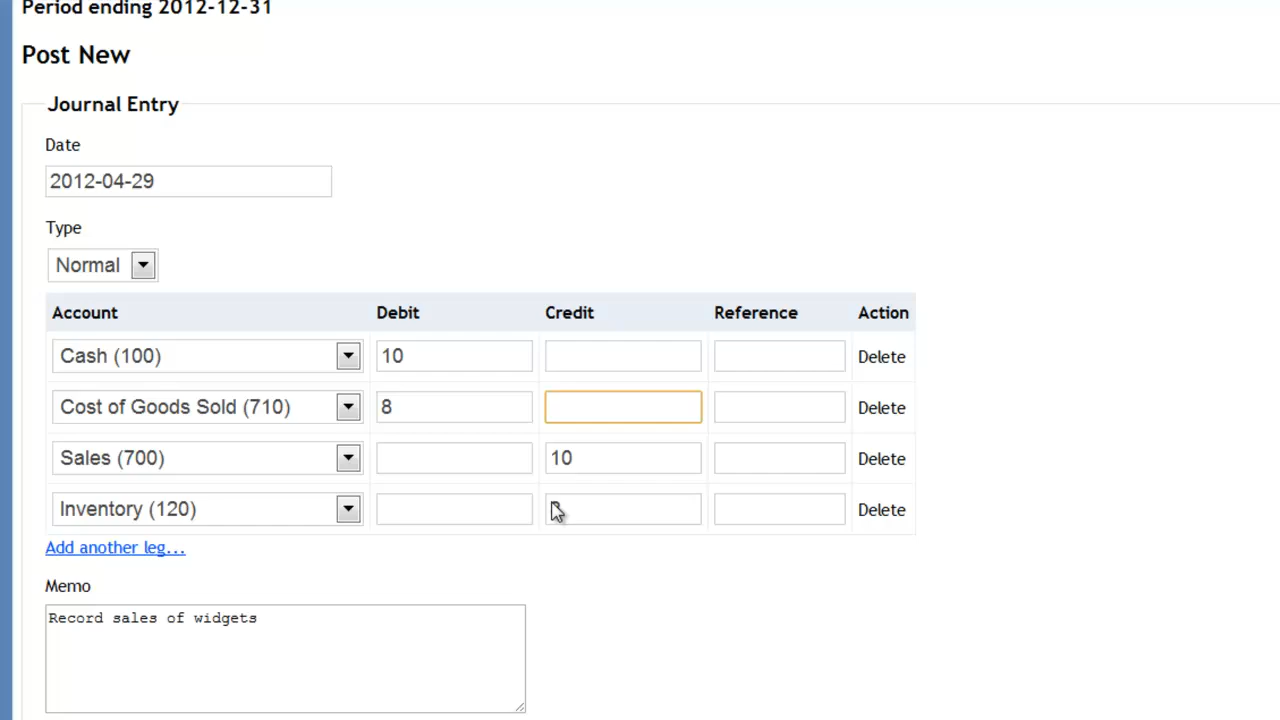 Period ending 2012-12-31
Post New
Journal Entry
Date
2012-04-29
Type
Normal
Account Debit Credit Reference Action
Cash (100) 10 Delete
Cost of Goods Sold (710) 8 Delete
Sales (700) 10 Delete
Inventory (120) Delete
Add another leg...
Memo
Record sales of widgets